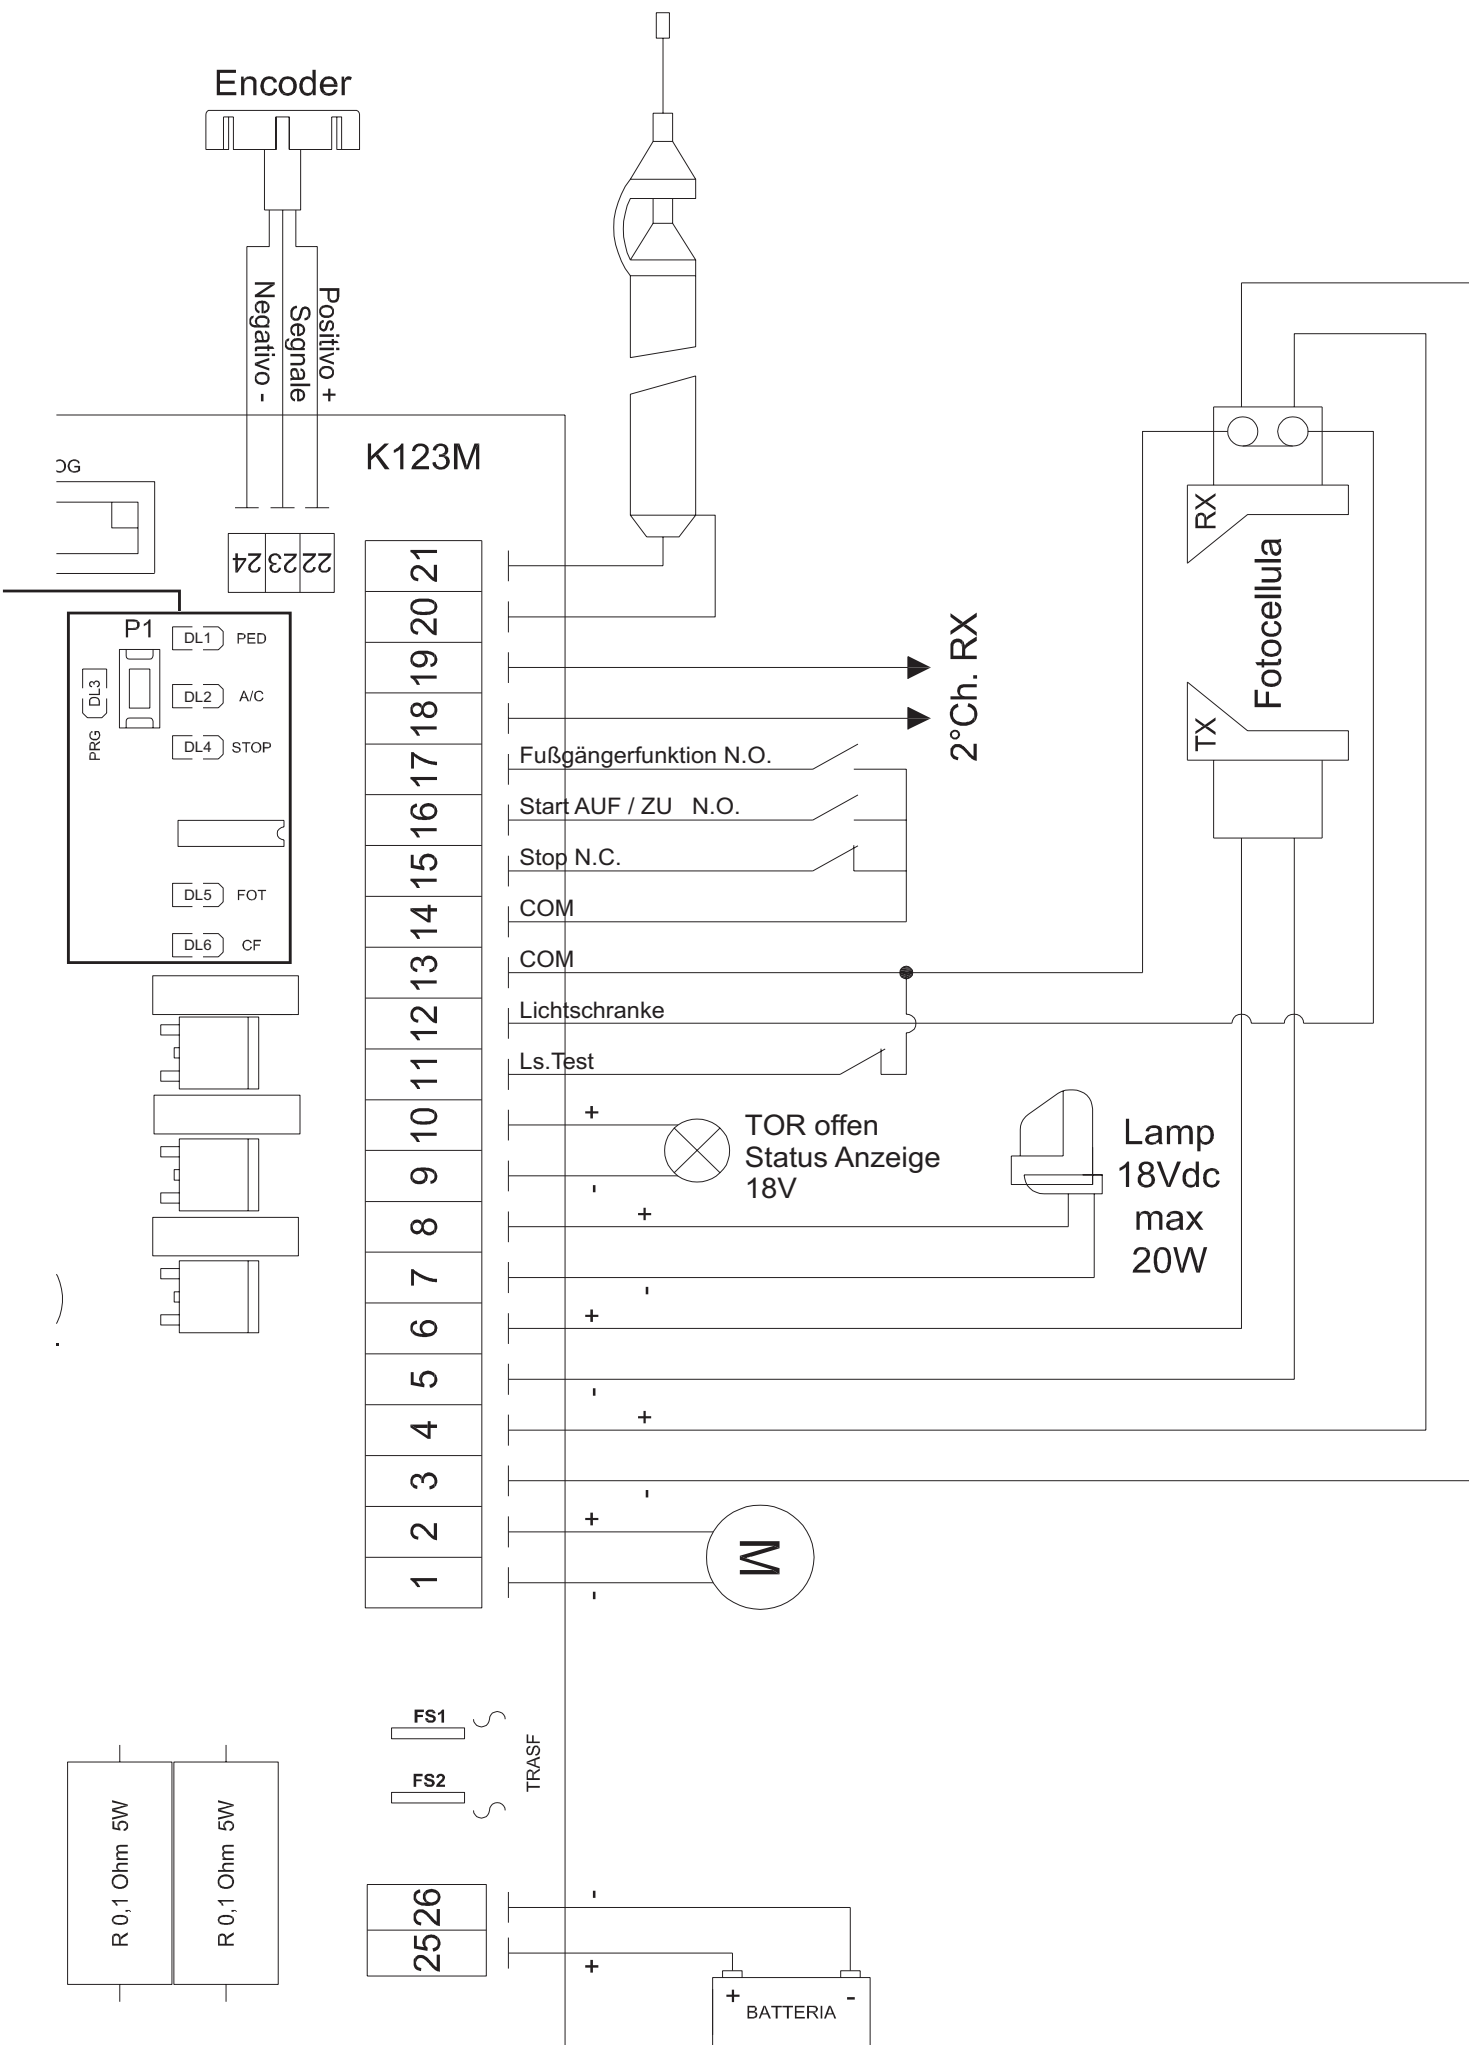 Encoder
Negativo -
Segnale
Positivo +
K123M
OG
24 23 22
P1
DL1 PED
DL3
PRG
DL2 A/C
DL4 STOP
DL5 FOT
DL6 CF
21
20
19
18
2°Ch. RX
17 Fußgängerfunktion N.O.
16 Start AUF / ZU N.O.
15 Stop N.C.
14 COM
13 COM
12 Lichtschranke
11 Ls.Test
10 +
9 -
TOR offen
Status Anzeige
18V
8 +
7 -
Lamp
18Vdc
max
20W
6 +
5 -
4 +
3 -
2 +
1 -
M
RX
Fotocellula
TX
FS1
FS2
TRASF
R 0,1 Ohm 5W
R 0,1 Ohm 5W
26 -
25 +
+ -
BATTERIA